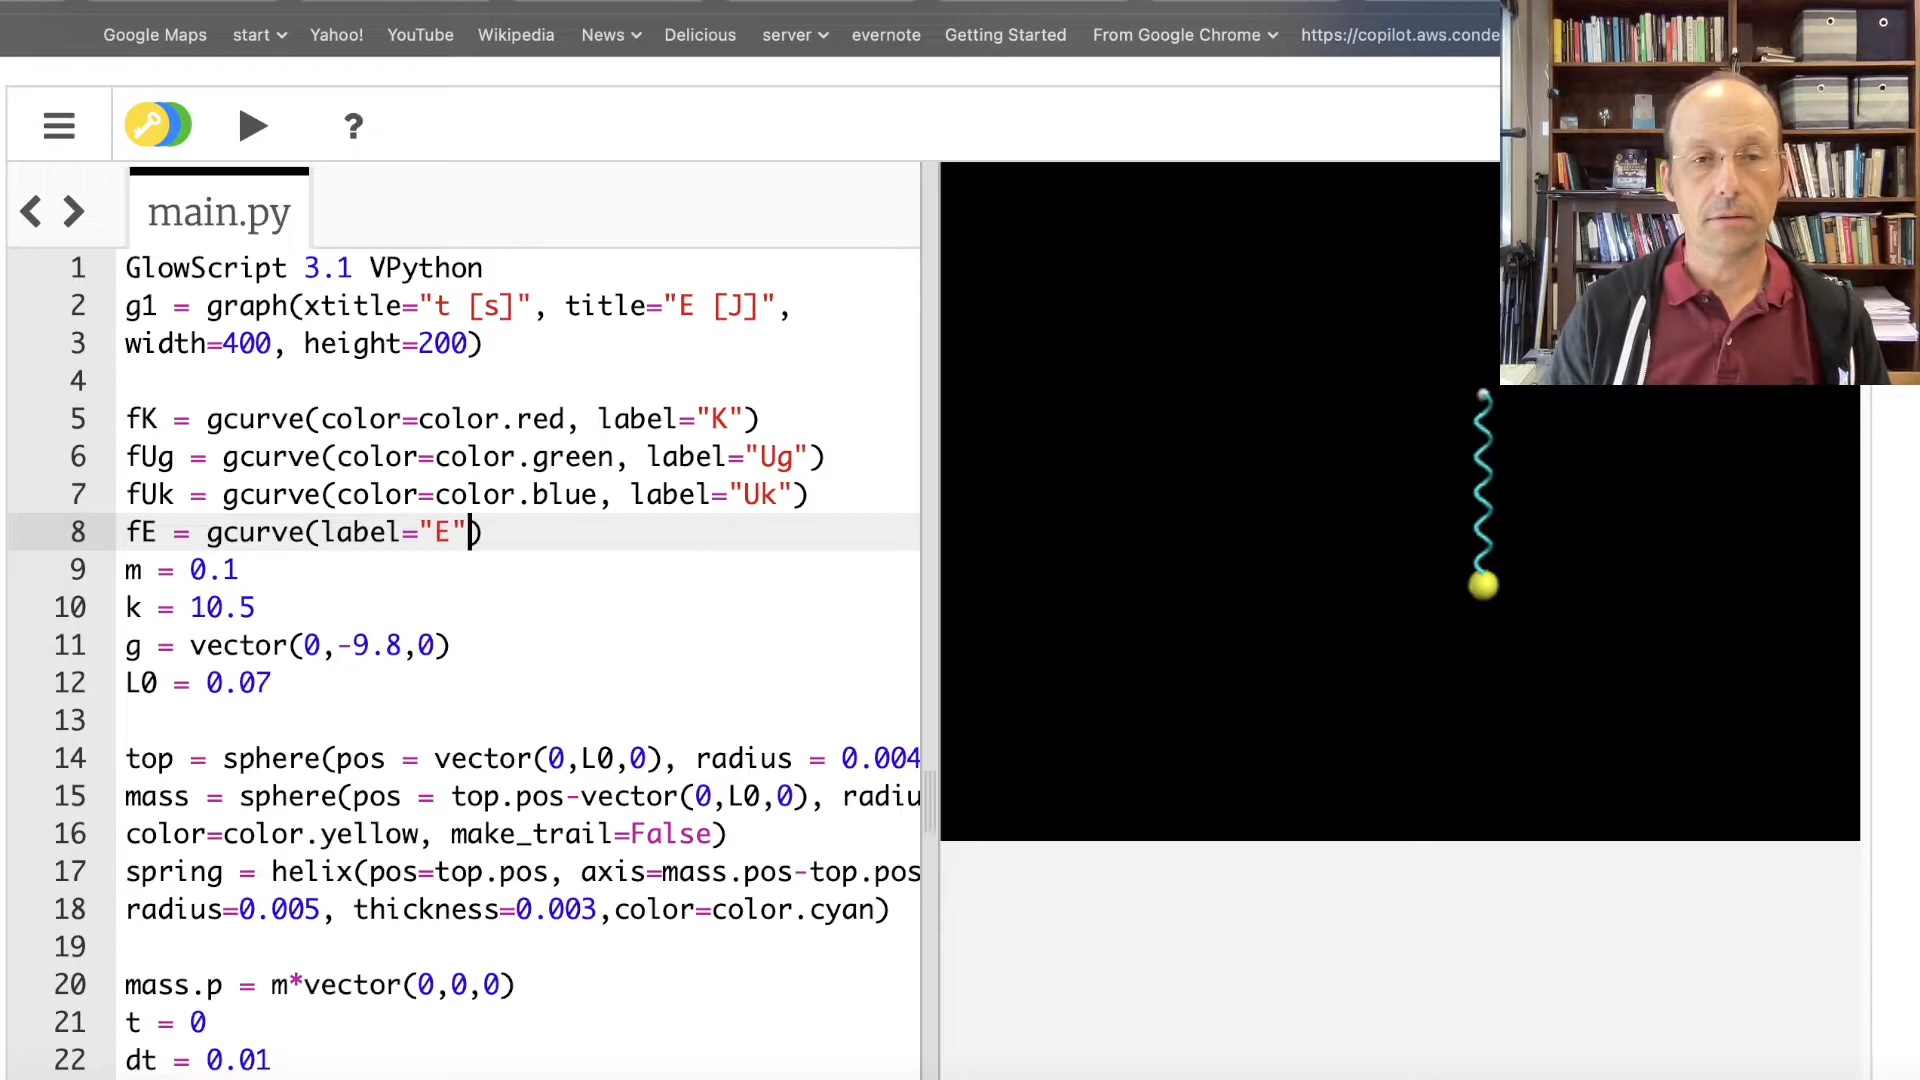 Google Maps start Yahoo! YouTube Wikipedia News Delicious server evernote Getting Started From Google Chrome https://copilot.aws.conde
?
main.py
1 GlowScript 3.1 VPython
2 g1 = graph(xtitle="t [s]", title="E [J]",
3 width=400, height=200)
4
5 fK = gcurve(color=color.red, label="K")
6 fUg = gcurve(color=color.green, label="Ug")
7 fUk = gcurve(color=color.blue, label="Uk")
8 fE = gcurve(label="E")
9 m = 0.1
10 k = 10.5
11 g = vector(0,-9.8,0)
12 L0 = 0.07
13
14 top = sphere(pos = vector(0,L0,0), radius = 0.004
15 mass = sphere(pos = top.pos-vector(0,L0,0), radiu
16 color=color.yellow, make_trail=False)
17 spring = helix(pos=top.pos, axis=mass.pos-top.pos
18 radius=0.005, thickness=0.003,color=color.cyan)
19
20 mass.p = m*vector(0,0,0)
21 t = 0
22 dt = 0.01